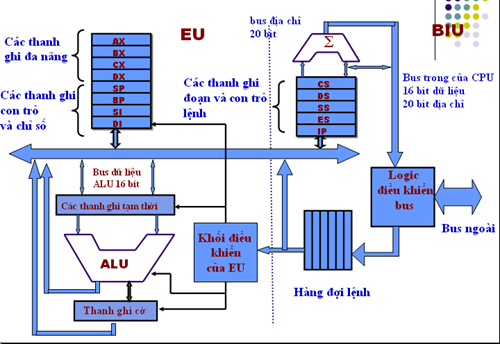 EU
BIU
Các thanh
ghi đa năng
AX
BX
CX
DX
SP
BP
SI
DI
Các thanh ghi
con trỏ
và chỉ số
bus địa chỉ
20 bit
Σ
Các thanh ghi
đoạn và con trỏ
lệnh
CS
DS
SS
ES
IP
Bus trong của CPU
16 bit dữ liệu
20 bit địa chỉ
Bus dữ liệu
ALU 16 bit
Các thanh ghi tạm thời
ALU
Thanh ghi cờ
Khối điều
khiển
của EU
Hàng đợi lệnh
Logic
điều khiển
bus
Bus ngoài